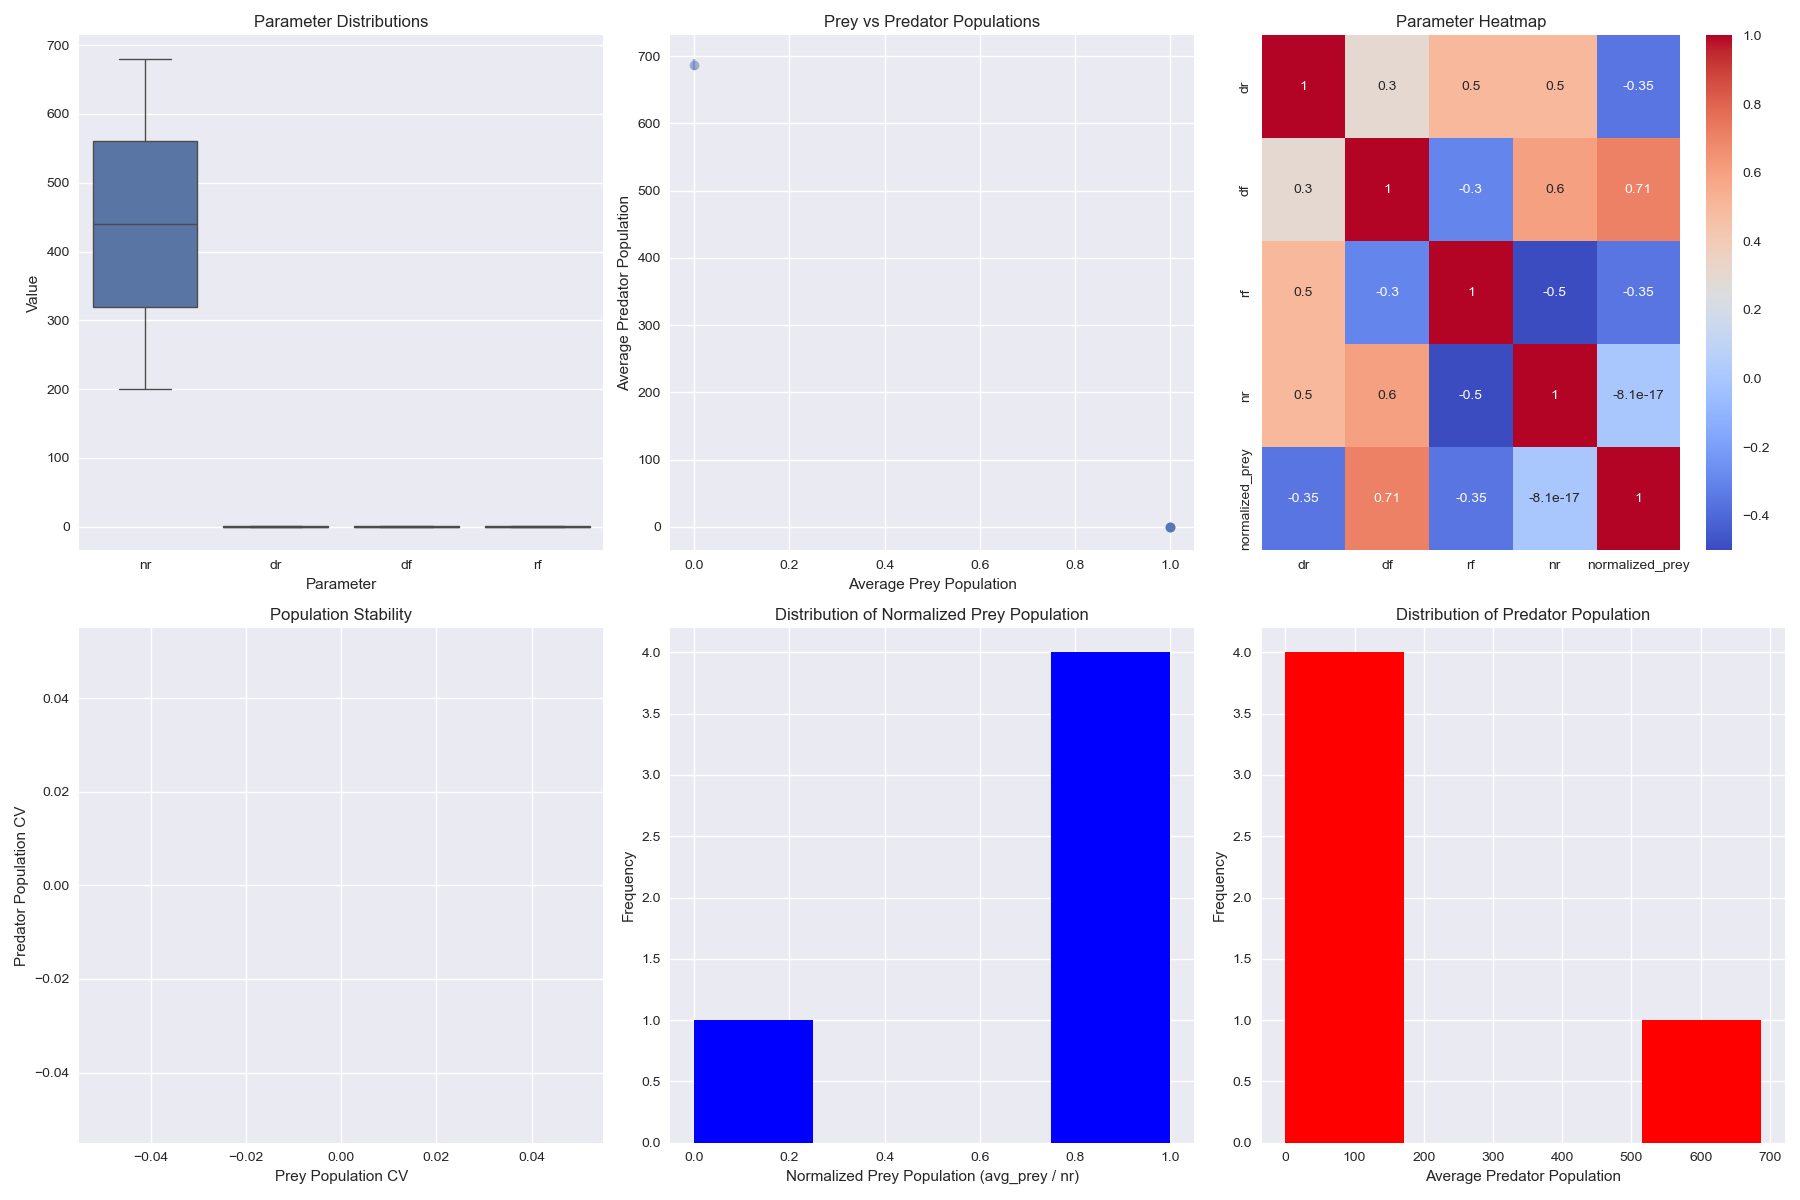 Parameter Distributions
700
600
500
400
300
200
100
0
Value
nr dr df rf
Parameter
Prey vs Predator Populations
700
600
500
400
300
200
100
0
Average Predator Population
0.0 0.2 0.4 0.6 0.8 1.0
Average Prey Population
Parameter Heatmap
dr 1 0.3 0.5 0.5 -0.35
df 0.3 1 -0.3 0.6 0.71
rf 0.5 -0.3 1 -0.5 -0.35
nr 0.5 0.6 -0.5 1 -8.1e-17
normalized_prey -0.35 0.71 -0.35 -8.1e-17 1
dr df rf nr normalized_prey
1.0
0.8
0.6
0.4
0.2
0.0
−0.2
−0.4
Population Stability
0.04
0.02
0.00
−0.02
−0.04
Predator Population CV
−0.04 −0.02 0.00 0.02 0.04
Prey Population CV
Distribution of Normalized Prey Population
4.0
3.5
3.0
2.5
2.0
1.5
1.0
0.5
0.0
Frequency
0.0 0.2 0.4 0.6 0.8 1.0
Normalized Prey Population (avg_prey / nr)
Distribution of Predator Population
4.0
3.5
3.0
2.5
2.0
1.5
1.0
0.5
0.0
Frequency
0 100 200 300 400 500 600 700
Average Predator Population